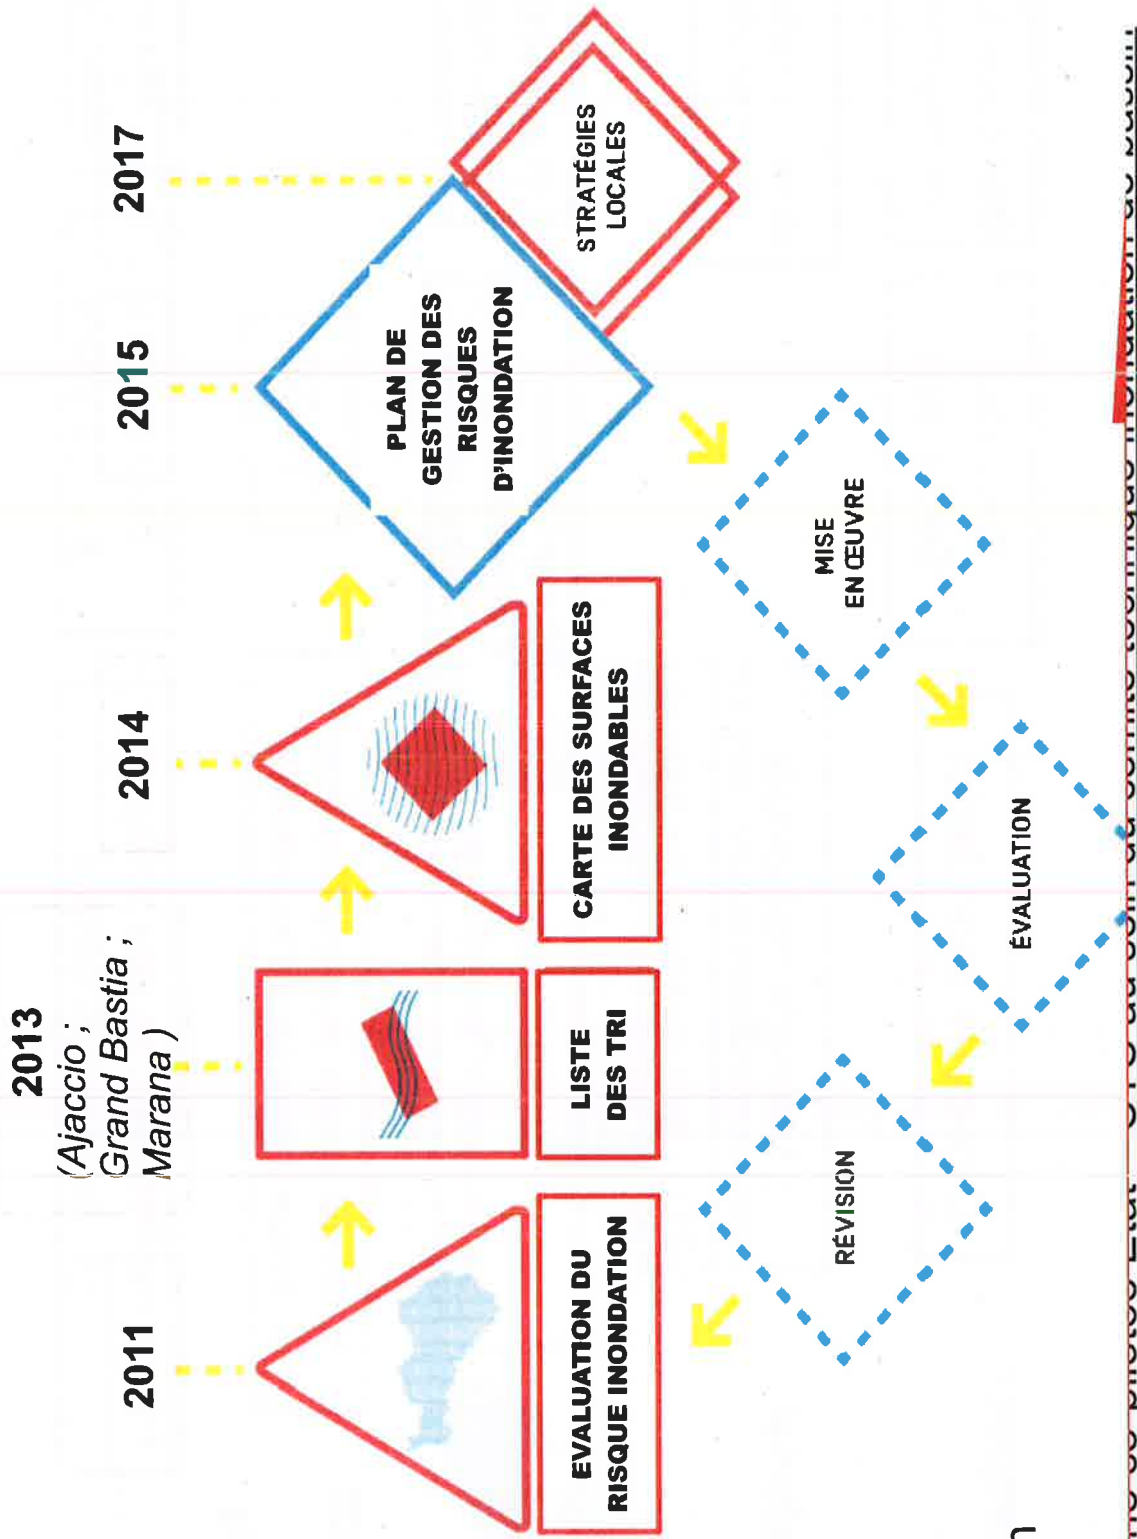 2011
2013
(Ajaccio ;
Grand Bastia ;
Marana )
2014
2015
2017
EVALUATION DU
RISQUE INONDATION
LISTE
DES TRI
CARTE DES SURFACES
INONDABLES
PLAN DE
GESTION DES
RISQUES
D'INONDATION
STRATÉGIES
LOCALES
MISE
EN ŒUVRE
ÉVALUATION
RÉVISION